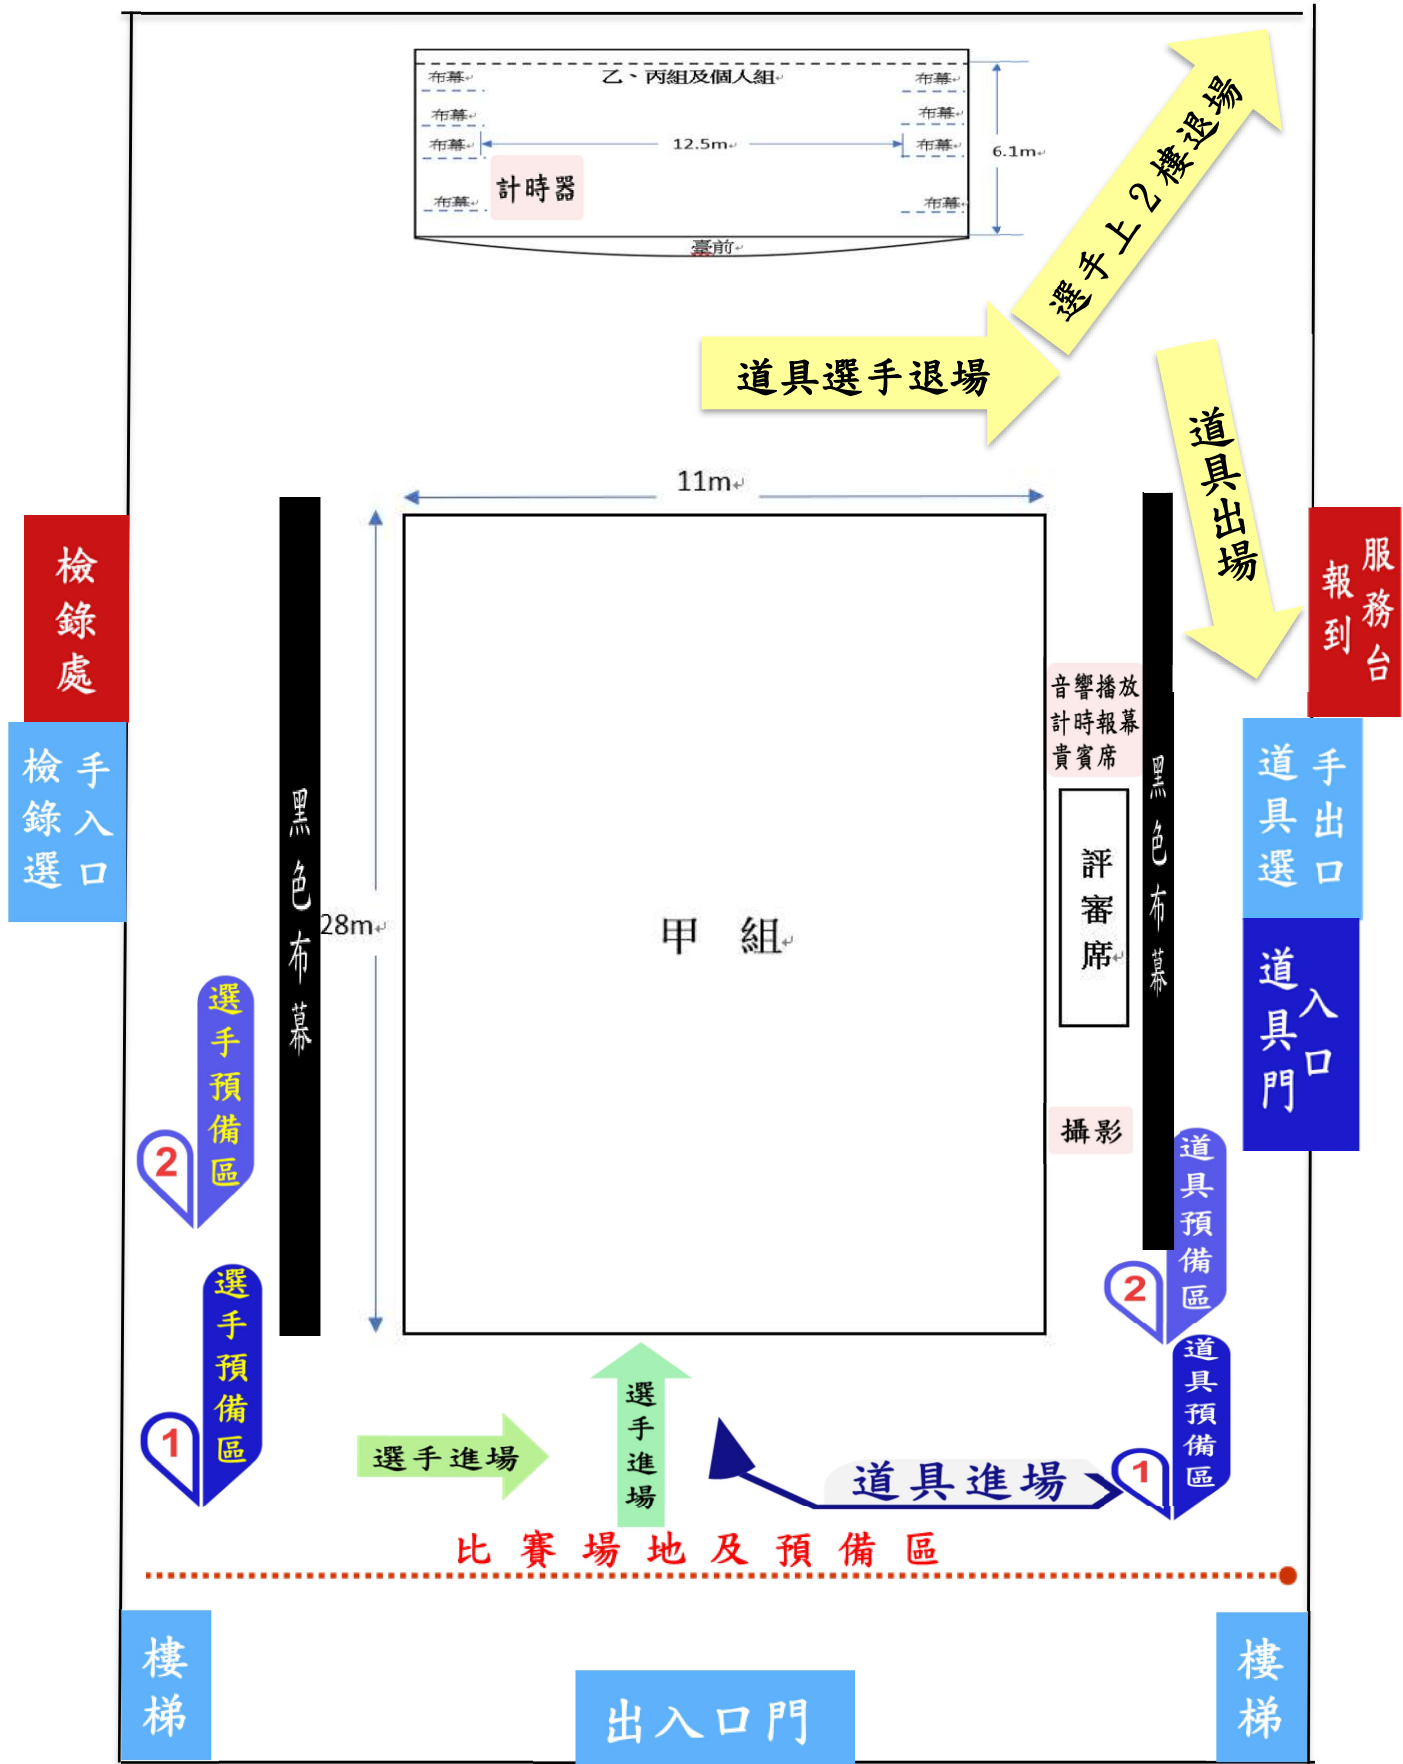 乙、丙組及個人組
布幕
布幕
布幕
布幕
布幕
12.5m
布幕
6.1m
計時器
布幕
布幕
臺前
選手上2樓退場
道具選手退場
道具出場
11m
檢錄處
服務台
報到
音響播放
計時報幕
貴賓席
檢錄選
手入口
黑色布幕
28m
甲 組
評審席
黑色布幕
道具選
手出口
道具門
入口
攝影
選手預備區
2
道具預備區
2
選手預備區
1
道具預備區
1
選手進場
選手進場
道具進場
比賽場地及預備區
樓梯
出入口門
樓梯